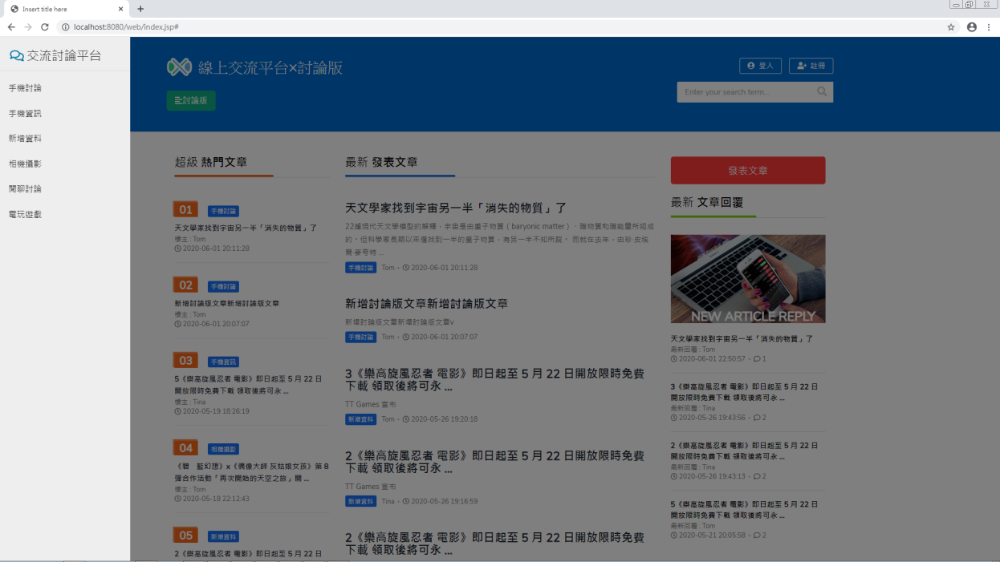 Insert title here
localhost:8080/web/index.jsp#
交流討論平台
手機討論
手機資訊
新增資料
相機攝影
閒聊討論
電玩遊戲
線上交流平台×討論版
登入
註冊
Enter your search term...
討論版
超級 熱門文章
01 手機討論
天文學家找到宇宙另一半「消失的物質」了
樓主 : Tom
2020-06-01 20:11:28
02 手機討論
新增討論版文章新增討論版文章
樓主 : Tom
2020-06-01 20:07:07
03 手機資訊
5《樂高旋風忍者 電影》即日起至 5 月 22 日
開放限時免費下載 領取後將可永 ...
樓主 : Tina
2020-05-19 18:26:19
04 相機攝影
《碧藍幻想》x《偶像大師 灰姑娘女孩》第 8
彈合作活動「再次開始的天空之旅」開 ...
樓主 : Tom
2020-05-18 22:12:43
05 新增資料
2《樂高旋風忍者 電影》即日起至 5 月 22 日
最新 發表文章
天文學家找到宇宙另一半「消失的物質」了
22據現代天文學模型的解釋，宇宙是由重子物質（baryonic matter）、暗物質和暗能量所組成
的。但科學家長期以來僅找到一半的重子物質，有另一半不知所蹤。 而就在去年，由珍·皮埃
爾·麥夸特 ...
手機討論 Tom - 2020-06-01 20:11:28
新增討論版文章新增討論版文章
新增討論版文章新增討論版文章v
手機討論 Tom - 2020-06-01 20:07:07
3《樂高旋風忍者 電影》即日起至 5 月 22 日開放限時免費
下載 領取後將可永 ...
TT Games 宣布
新增資料 Tom - 2020-05-26 19:20:18
2《樂高旋風忍者 電影》即日起至 5 月 22 日開放限時免費
下載 領取後將可永 ...
TT Games 宣布
新增資料 Tina - 2020-05-26 19:16:59
2《樂高旋風忍者 電影》即日起至 5 月 22 日開放限時免費
下載 領取後將可永 ...
發表文章
最新 文章回覆
NEW ARTICLE REPLY
天文學家找到宇宙另一半「消失的物質」了
最新回覆 : Tom
2020-06-01 22:50:57 - 1
3《樂高旋風忍者 電影》即日起至 5 月 22 日
開放限時免費下載 領取後將可永 ...
最新回覆 : Tina
2020-05-26 19:43:56 - 2
2《樂高旋風忍者 電影》即日起至 5 月 22 日
開放限時免費下載 領取後將可永 ...
最新回覆 : Tina
2020-05-26 19:43:13 - 2
5《樂高旋風忍者 電影》即日起至 5 月 22 日
開放限時免費下載 領取後將可永 ...
最新回覆 : Tom
2020-05-21 20:05:58 - 2